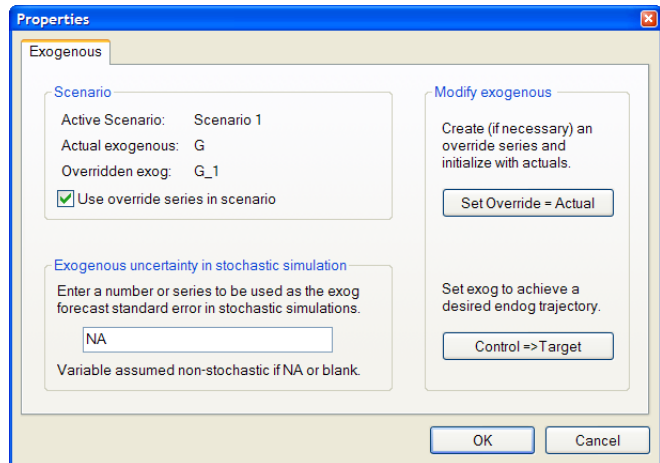 Properties
Exogenous
Scenario
Active Scenario: Scenario 1
Actual exogenous: G
Overridden exog: G_1
Use override series in scenario
Exogenous uncertainty in stochastic simulation
Enter a number or series to be used as the exog
forecast standard error in stochastic simulations.
NA
Variable assumed non-stochastic if NA or blank.
Modify exogenous
Create (if necessary) an
override series and
initialize with actuals.
Set Override = Actual
Set exog to achieve a
desired endog trajectory.
Control =>Target
OK
Cancel